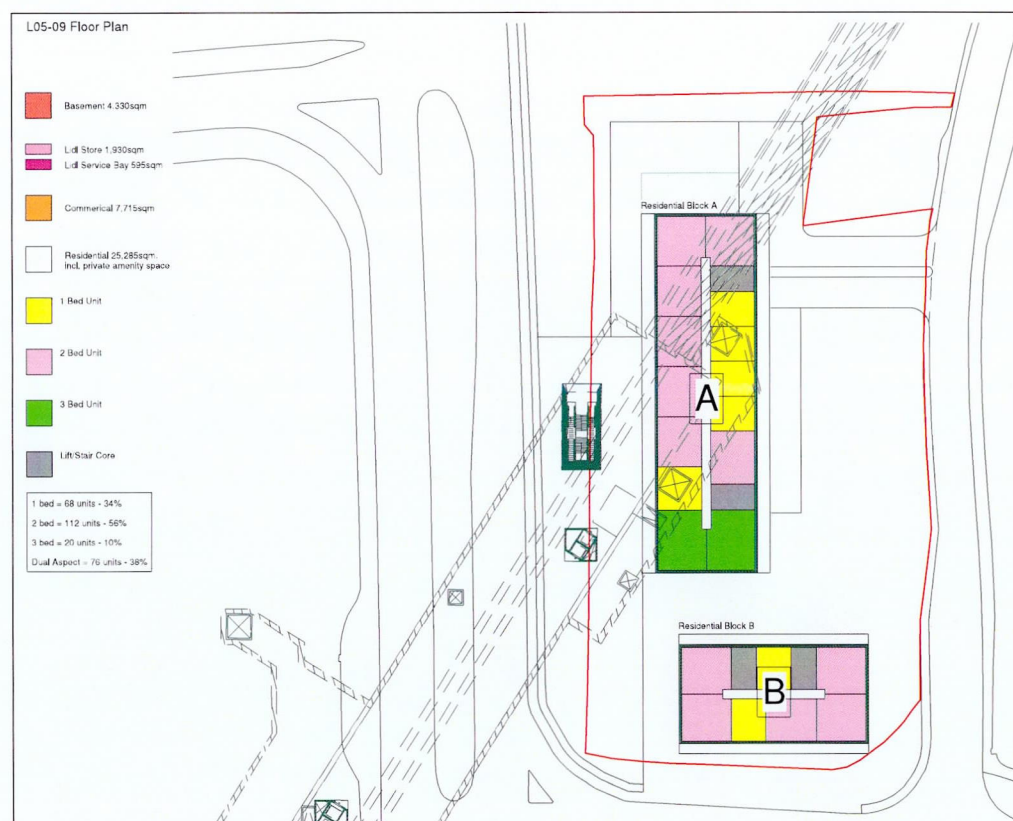 L05-09 Floor Plan
Basement 4,330sqm
Lidl Store 1,930sqm
Lidl Service Bay 595sqm
Commerical 7,715sqm
Residential 25,285sqm.
Incl. private amenity space
1 Bed Unit
2 Bed Unit
3 Bed Unit
Lift/Stair Core
1 bed = 68 units - 34%
2 bed = 112 units - 56%
3 bed = 20 units - 10%
Dual Aspect = 76 units - 38%
Residential Block A
A
Residential Block B
B